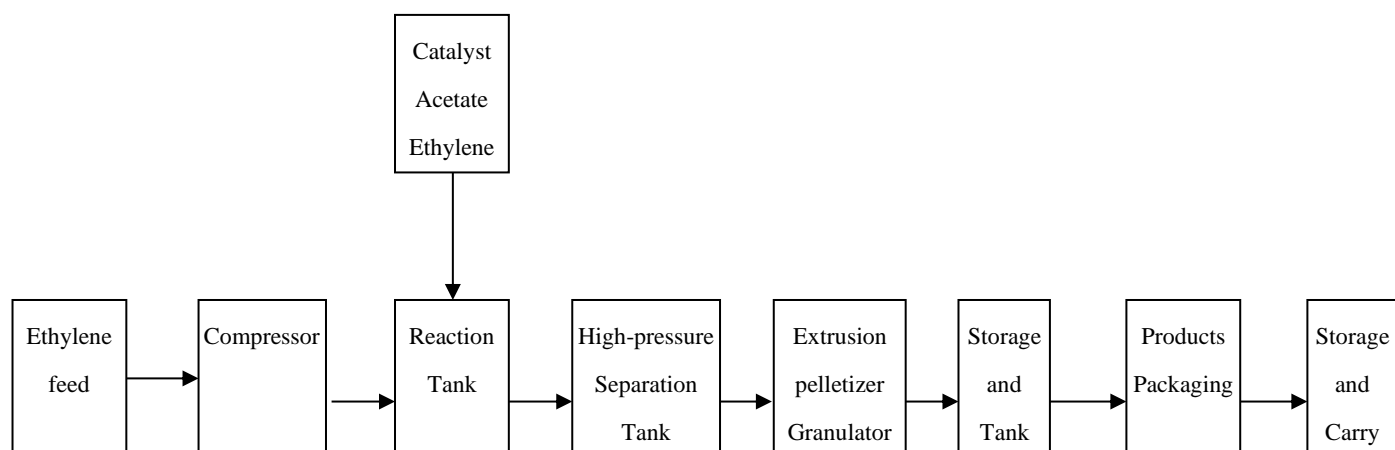 Catalyst
Acetate
Ethylene
Ethylene
feed
Compressor
Reaction
Tank
High-pressure
Separation
Tank
Extrusion
pelletizer
Granulator
Storage
and
Tank
Products
Packaging
Storage
and
Carry